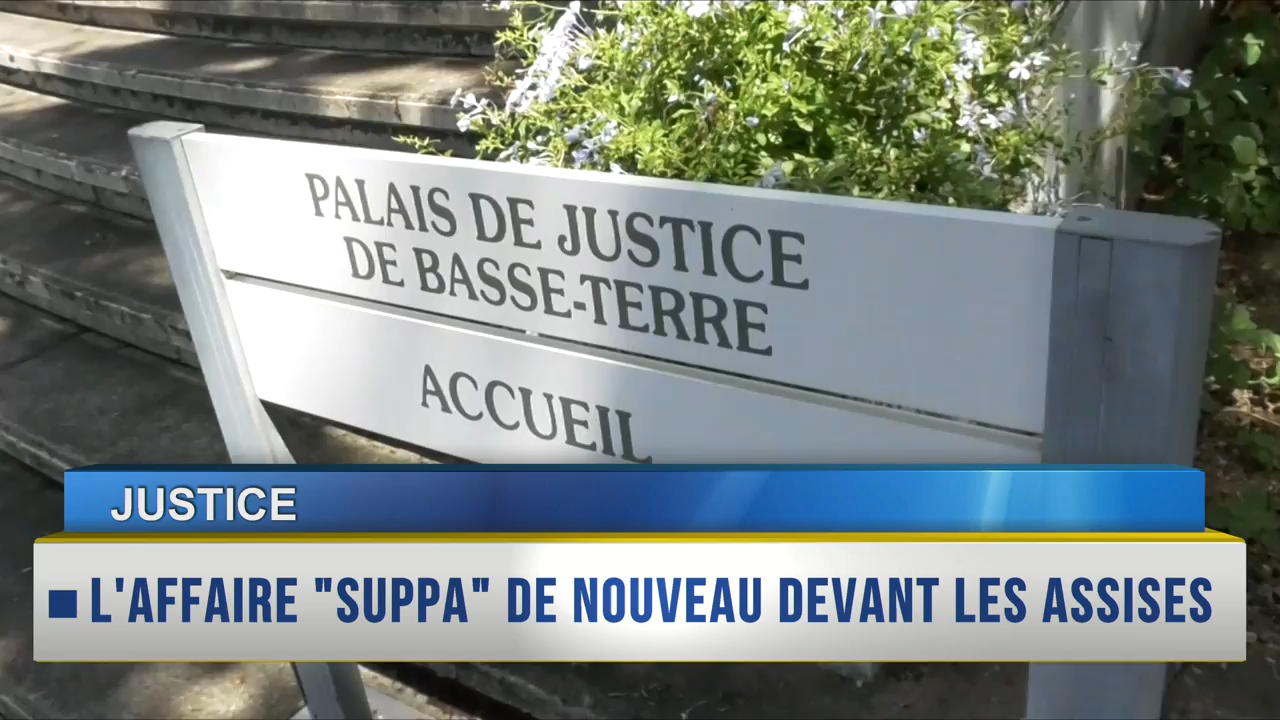 PALAIS DE JUSTICE
DE BASSE-TERRE
ACCUEIL
JUSTICE
L'AFFAIRE "SUPPA" DE NOUVEAU DEVANT LES ASSISES